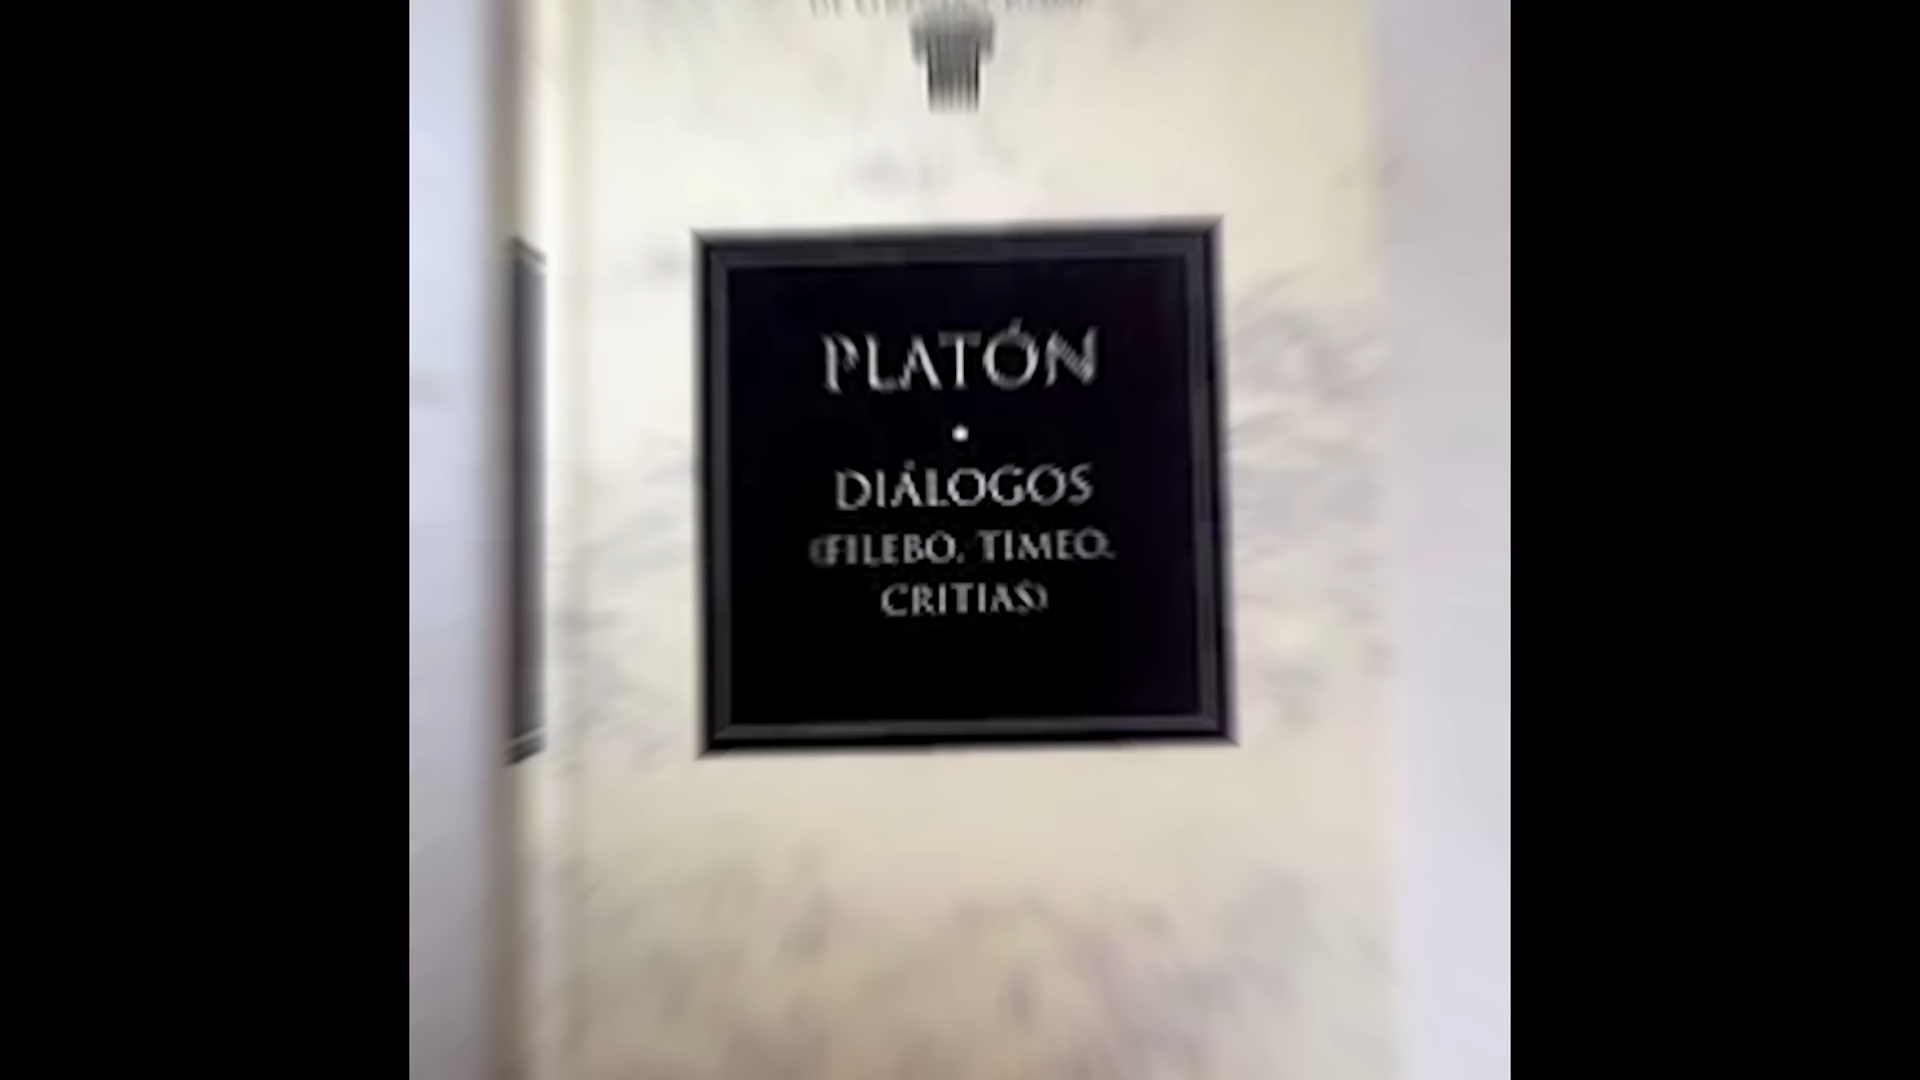 PLATÓN
•
DIÁLOGOS
(FILEBO, TIMEO,
CRITIAS)